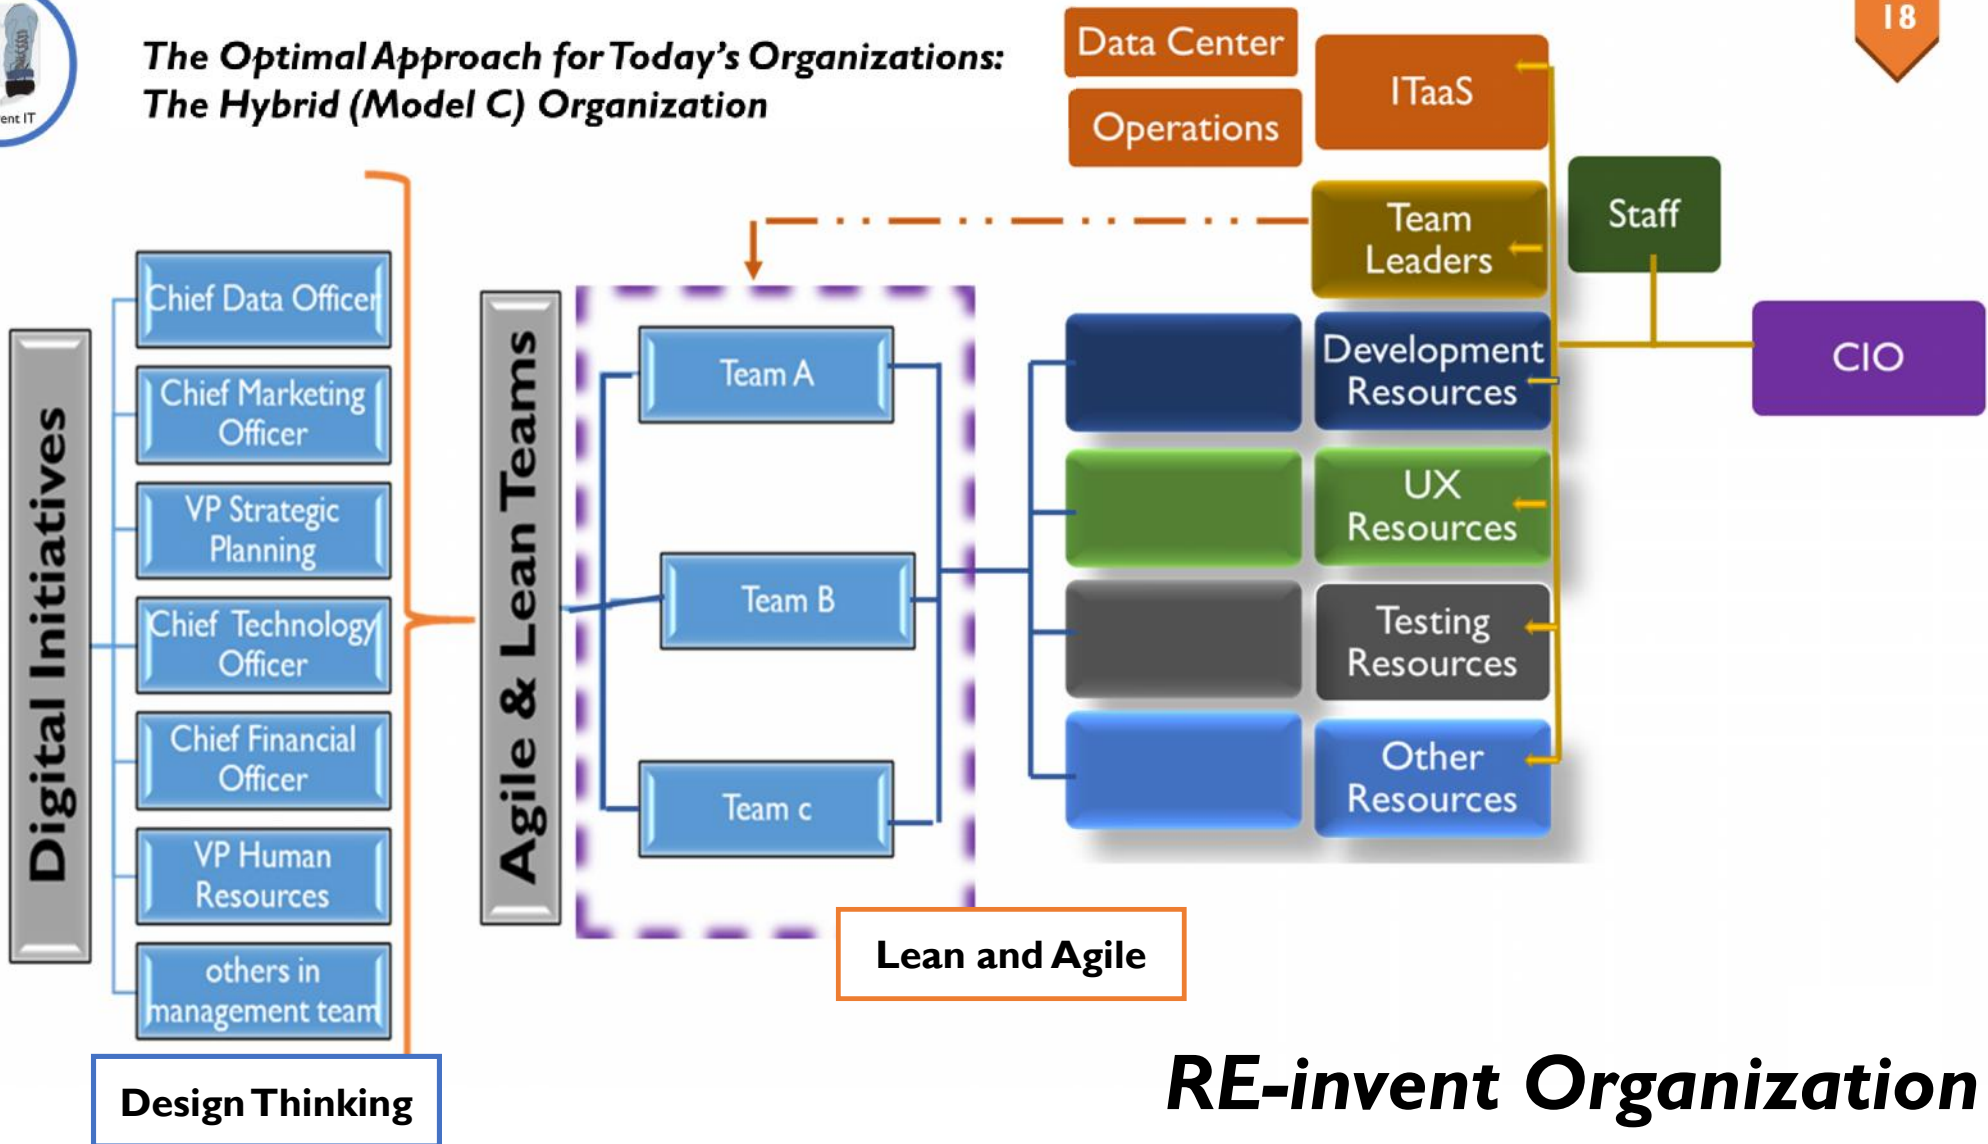 18
ent IT
The Optimal Approach for Today's Organizations:
The Hybrid (Model C) Organization
Data Center
Operations
ITaaS
Team
Leaders
Staff
CIO
Development
Resources
UX
Resources
Testing
Resources
Other
Resources
Digital Initiatives
Chief Data Officer
Chief Marketing
Officer
VP Strategic
Planning
Chief Technology
Officer
Chief Financial
Officer
VP Human
Resources
others in
management team
Agile & Lean Teams
Team A
Team B
Team c
Lean and Agile
Design Thinking
RE-invent Organization